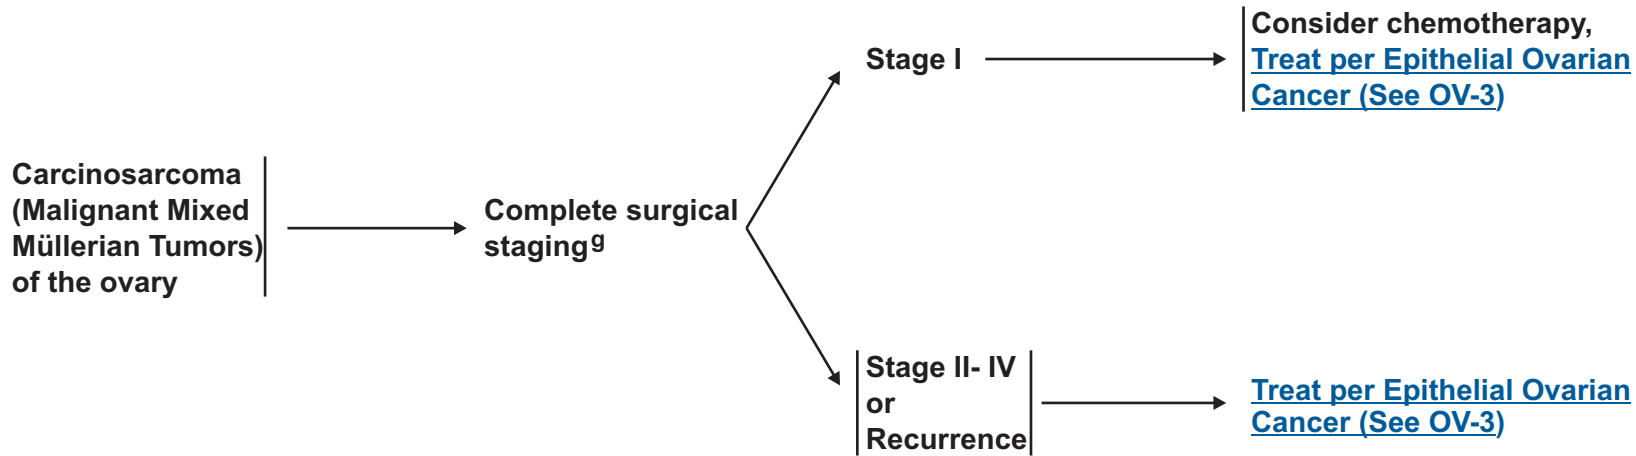 Carcinosarcoma
(Malignant Mixed
Müllerian Tumors)
of the ovary
Complete surgical
staging g
Stage I
Consider chemotherapy,
Treat per Epithelial Ovarian
Cancer (See OV-3)
Stage II- IV
or
Recurrence
Treat per Epithelial Ovarian
Cancer (See OV-3)